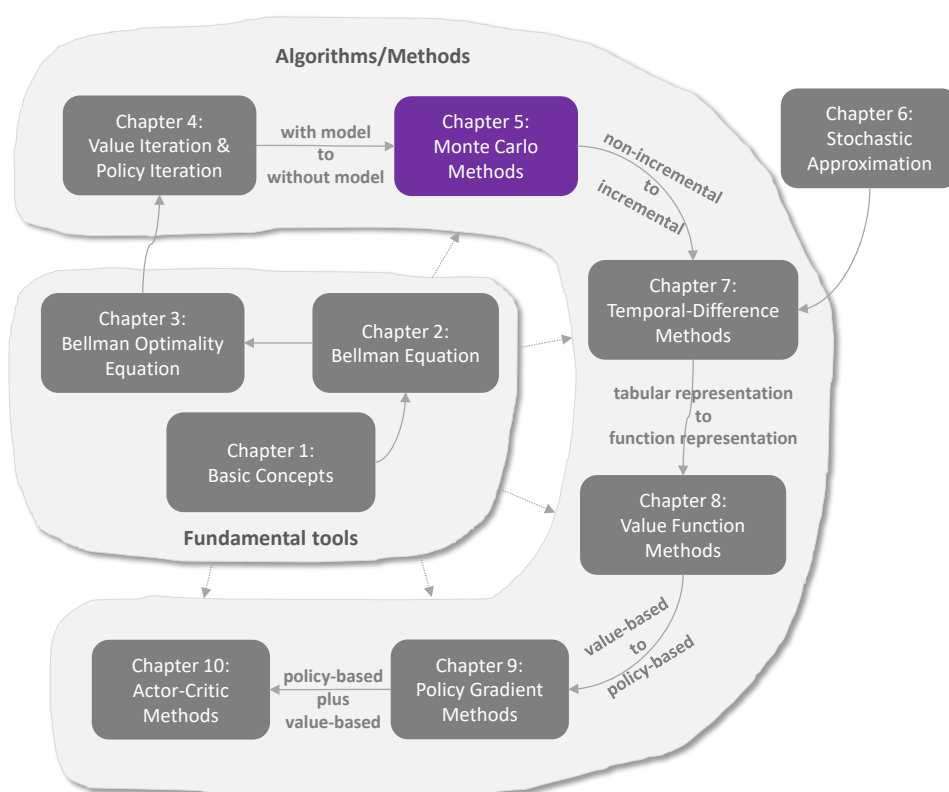 Algorithms/Methods
Chapter 4:
Value Iteration &
Policy Iteration
with model
to
without model
Chapter 5:
Monte Carlo
Methods
non-incremental
to
incremental
Chapter 6:
Stochastic
Approximation
Chapter 3:
Bellman Optimality
Equation
Chapter 2:
Bellman Equation
Chapter 7:
Temporal-Difference
Methods
Chapter 1:
Basic Concepts
tabular representation
to
function representation
Fundamental tools
Chapter 8:
Value Function
Methods
value-based
to
policy-based
Chapter 10:
Actor-Critic
Methods
policy-based
plus
value-based
Chapter 9:
Policy Gradient
Methods